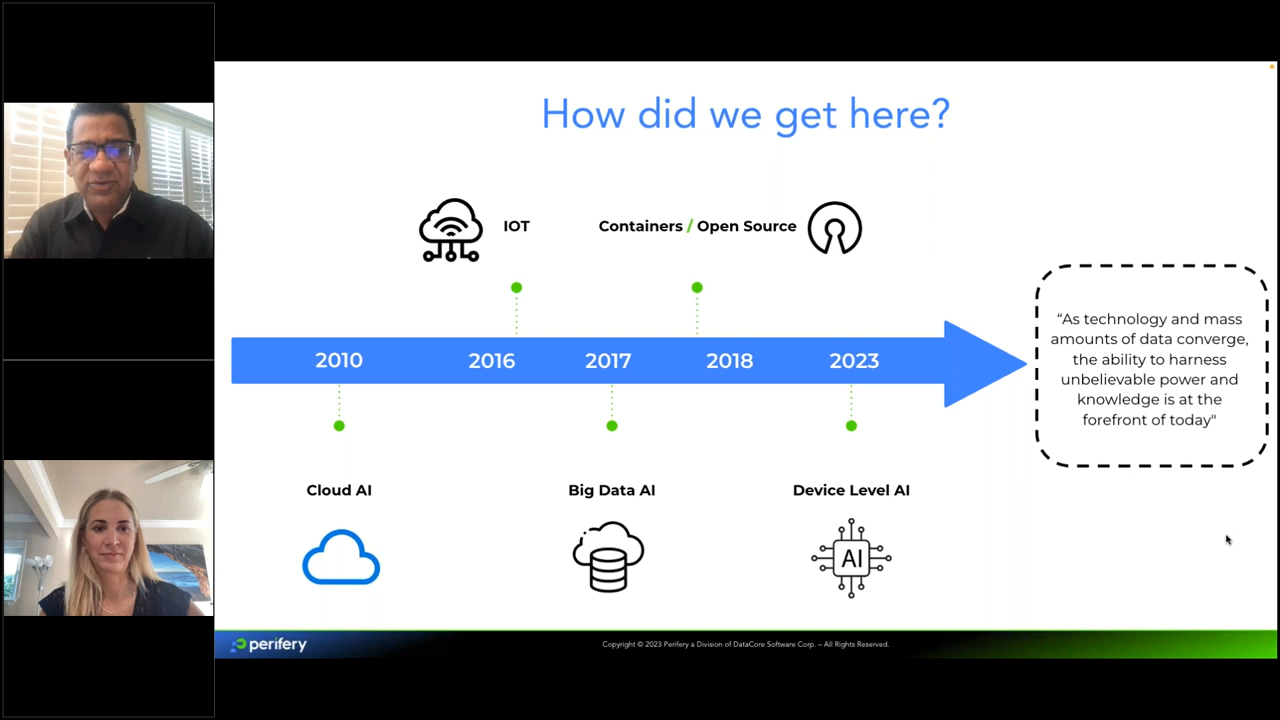 How did we get here?
IOT
Containers / Open Source
2010 2016 2017 2018 2023
“As technology and mass
amounts of data converge,
the ability to harness
unbelievable power and
knowledge is at the
forefront of today"
Cloud AI
Big Data AI
Device Level AI
AI
perifery
Copyright © 2023 Perifery a Division of DataCore Software Corp. – All Rights Reserved.